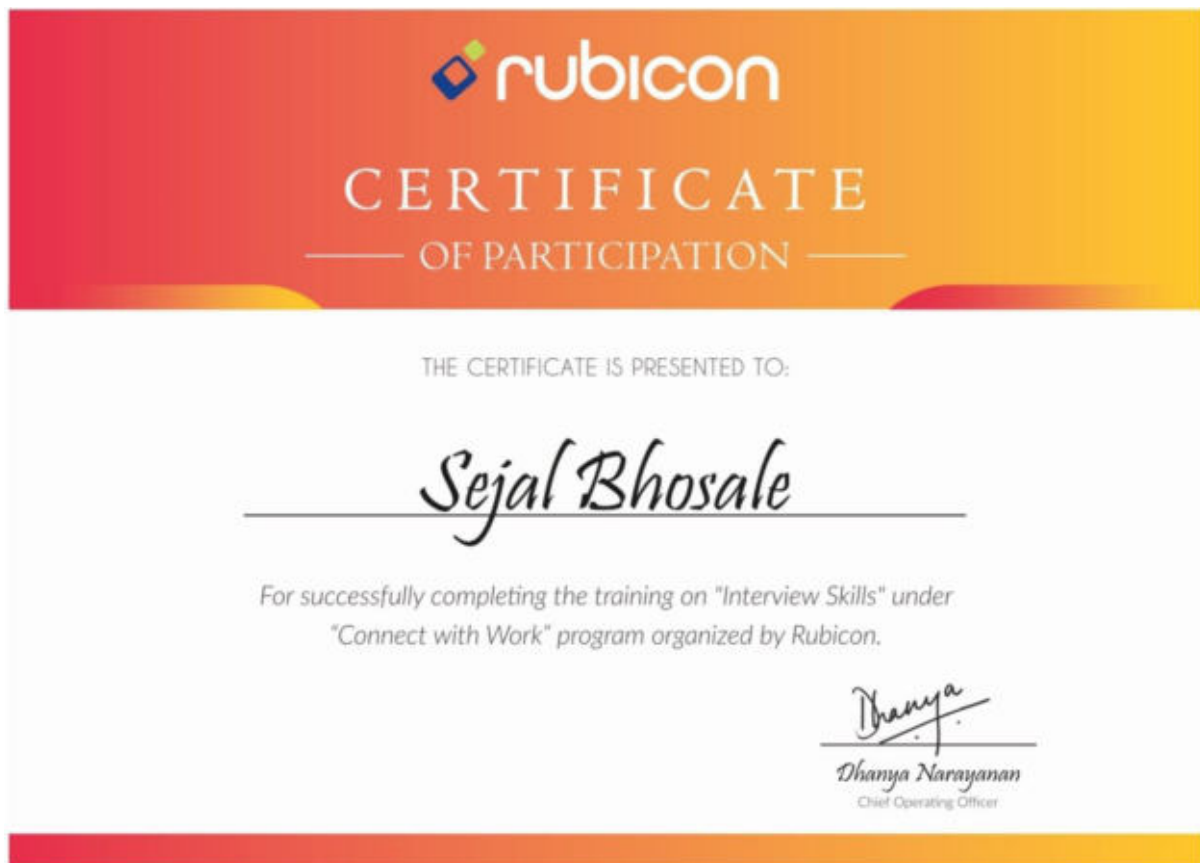 rubicon
CERTIFICATE
OF PARTICIPATION
THE CERTIFICATE IS PRESENTED TO:
Sejal Bhosale
For successfully completing the training on "Interview Skills" under
"Connect with Work" program organized by Rubicon.
Dhanya
Dhanya Narayanan
Chief Operating Officer